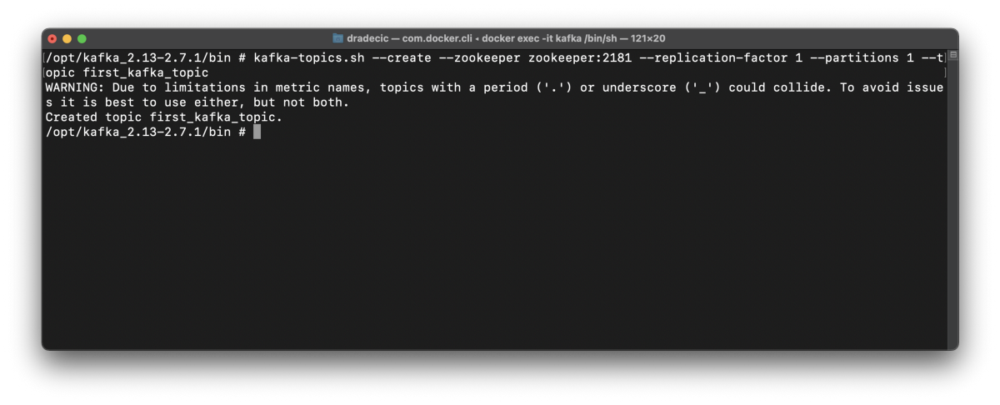 dradecic — com.docker.cli ◂ docker exec -it kafka /bin/sh — 121×20
[/opt/kafka_2.13-2.7.1/bin # kafka-topics.sh --create --zookeeper zookeeper:2181 --replication-factor 1 --partitions 1 --t]
[opic first_kafka_topic ]
WARNING: Due to limitations in metric names, topics with a period ('.') or underscore ('_') could collide. To avoid issue
s it is best to use either, but not both.
Created topic first_kafka_topic.
/opt/kafka_2.13-2.7.1/bin #